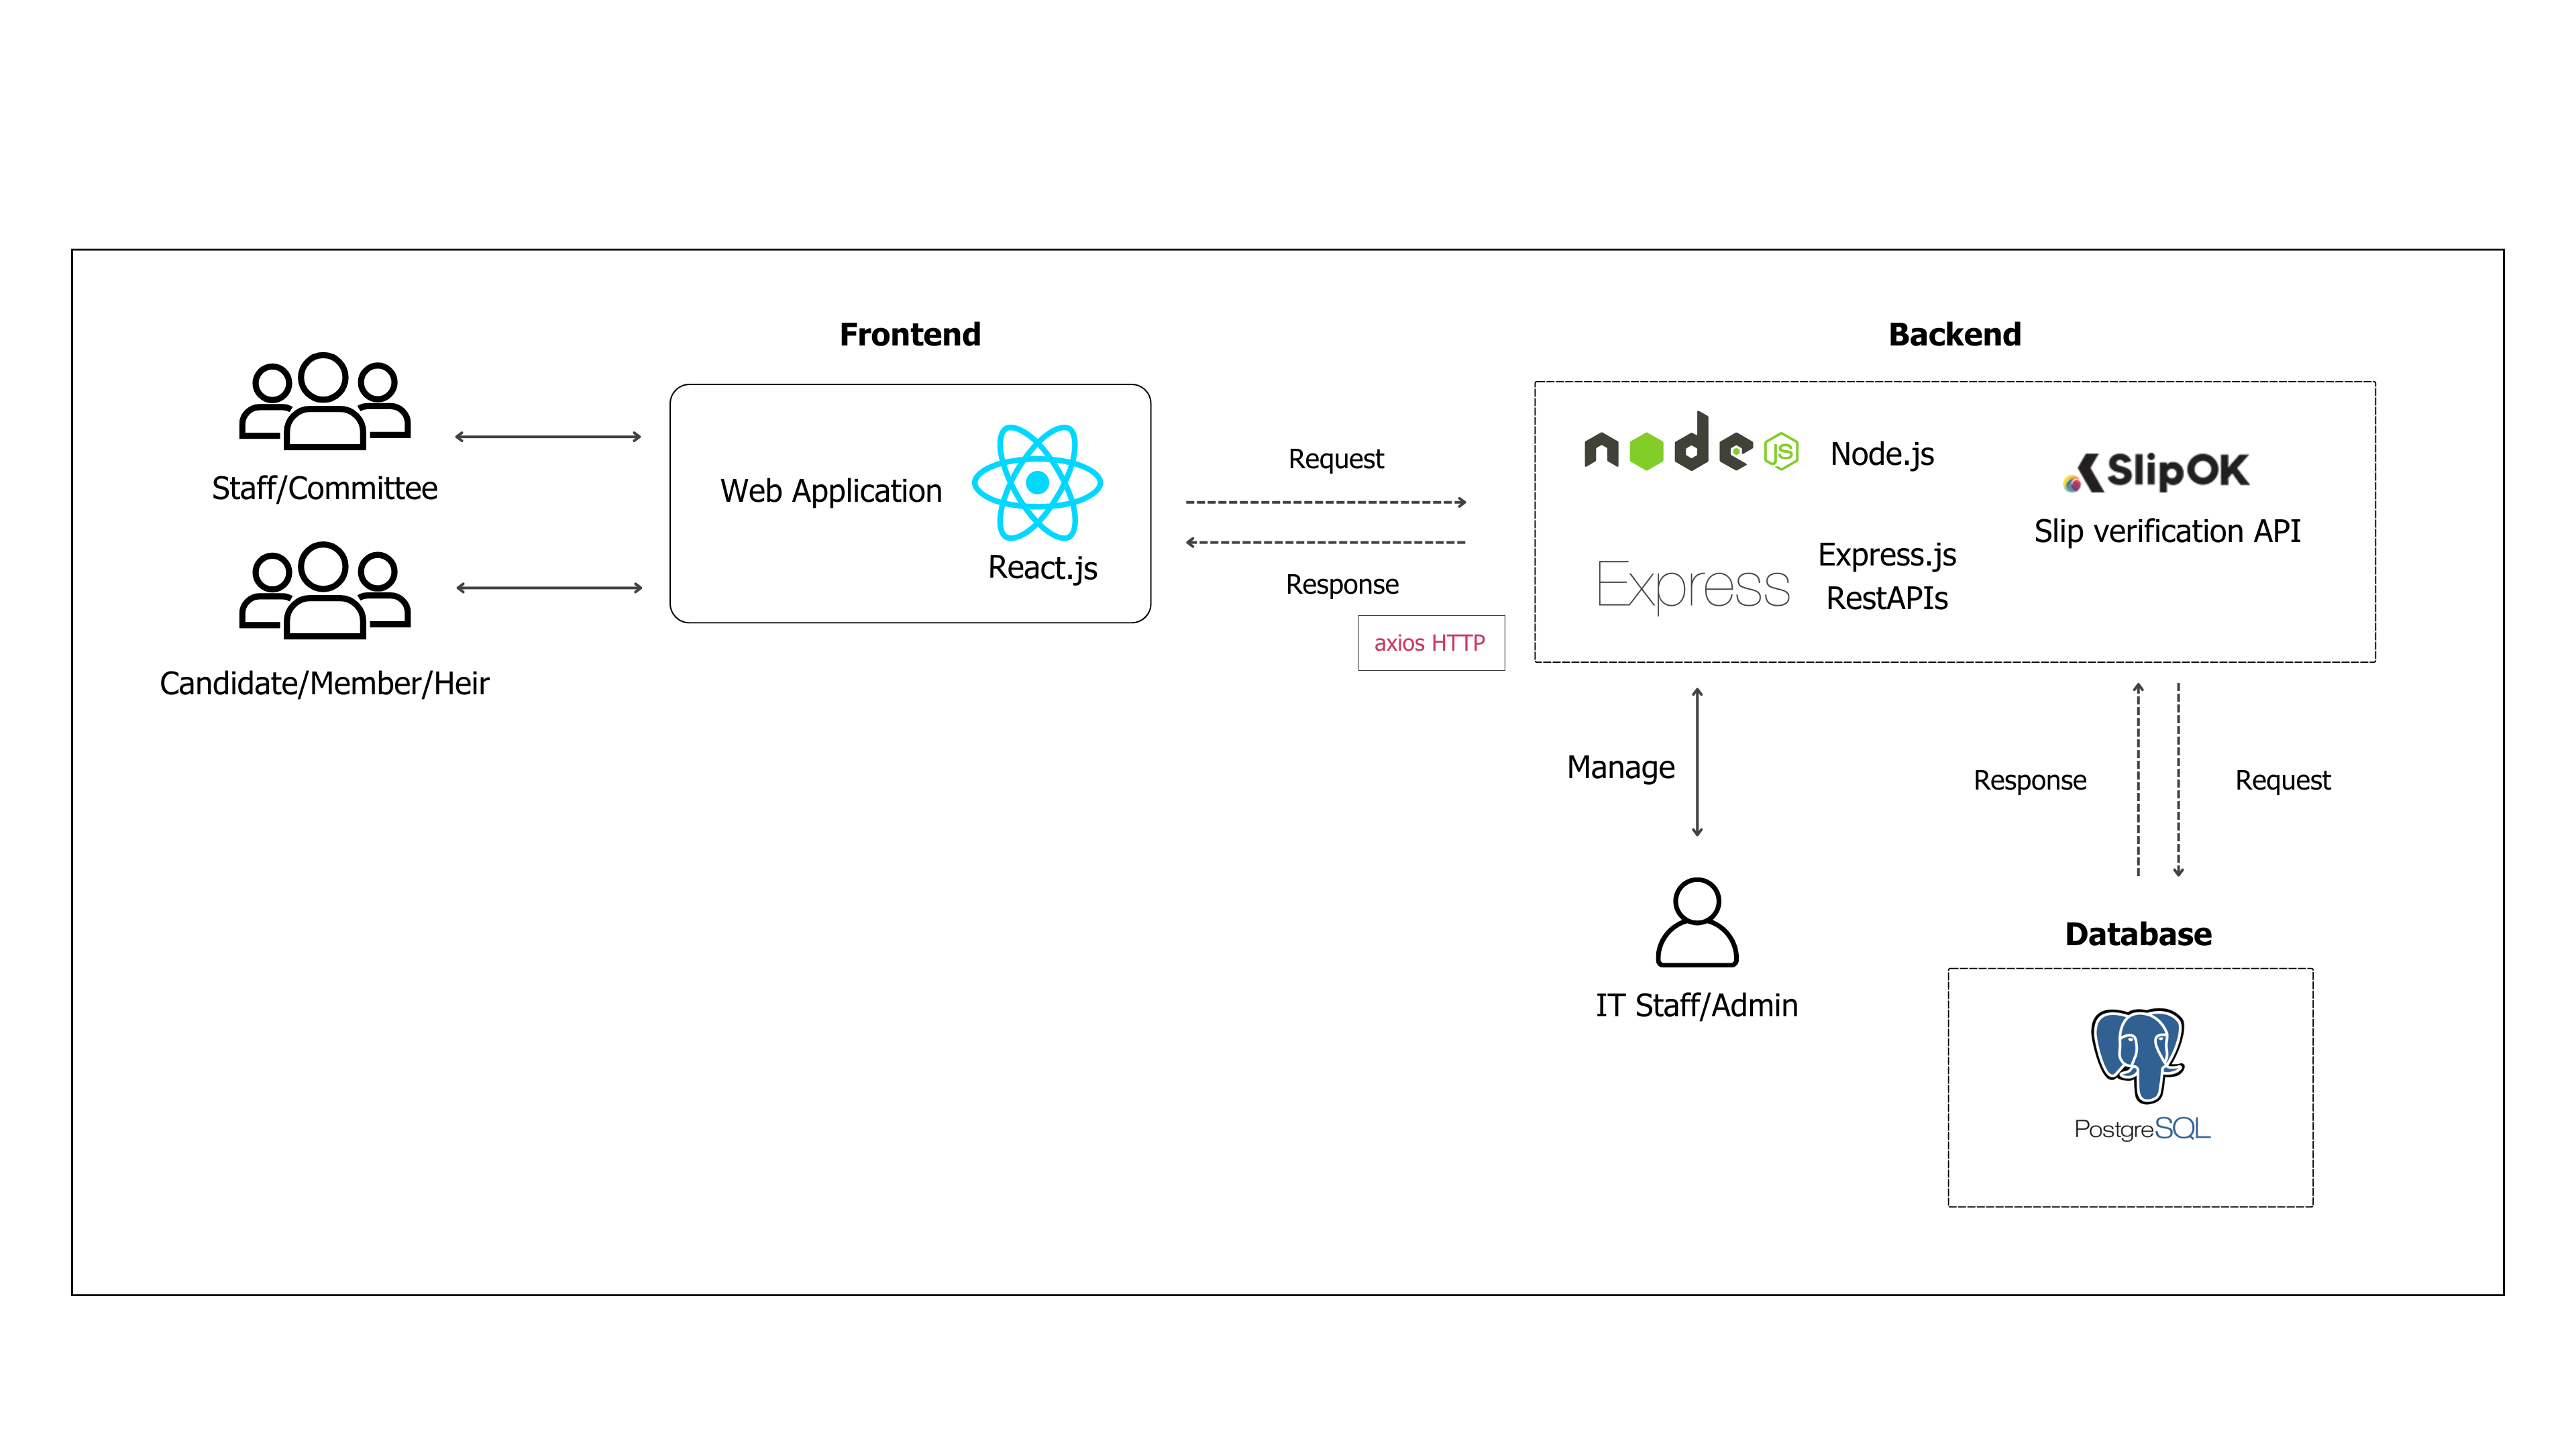 Frontend
Backend
Staff/Committee
Web Application
React.js
Candidate/Member/Heir
Request
Response
axios HTTP
node
JS
Node.js
Express
Express.js
RestAPIs
SlipOK
Slip verification API
Manage
IT Staff/Admin
Response
Request
Database
PostgreSQL